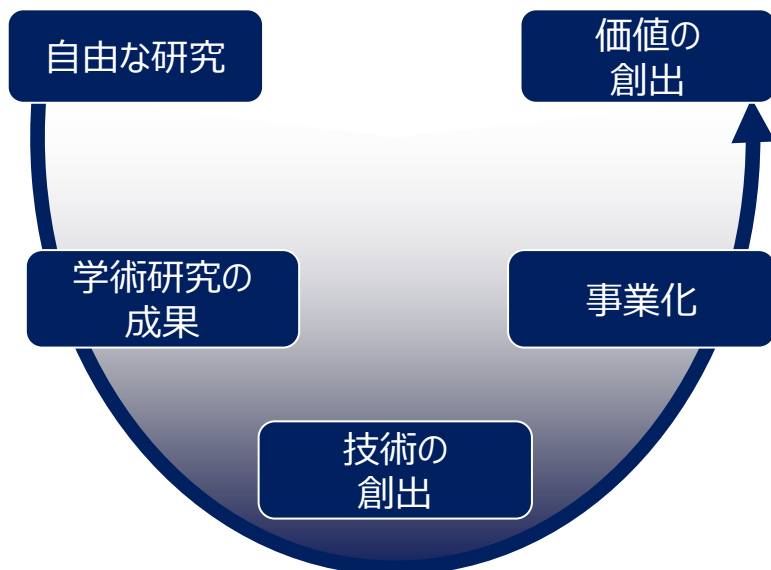 自由な研究
価値の
創出
学術研究の
成果
事業化
技術の
創出